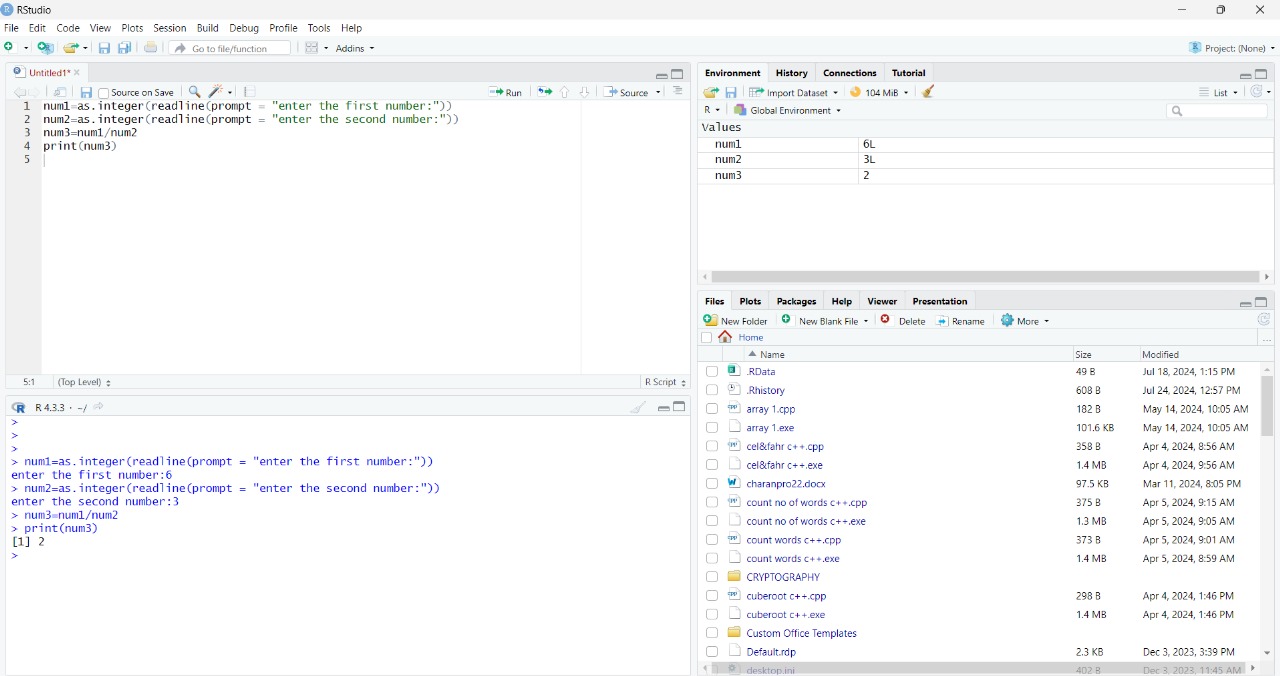 RStudio
File Edit Code View Plots Session Build Debug Profile Tools Help
Go to file/function Addins Project: (None)
Untitled1*
Source on Save Run Source
1 num1=as.integer(readline(prompt = "enter the first number:"))
2 num2=as.integer(readline(prompt = "enter the second number:"))
3 num3=num1/num2
4 print(num3)
5
5:1 (Top Level) R Script
R 4.3.3 · ~/
>
>
>
> num1=as.integer(readline(prompt = "enter the first number:"))
enter the first number:6
> num2=as.integer(readline(prompt = "enter the second number:"))
enter the second number:3
> num3=num1/num2
> print(num3)
[1] 2
>
Environment History Connections Tutorial
Import Dataset 104 MiB List
R Global Environment
Values
num1 6L
num2 3L
num3 2
Files Plots Packages Help Viewer Presentation
New Folder New Blank File Delete Rename More
Home ...
Name Size Modified
.RData 49 B Jul 18, 2024, 1:15 PM
.Rhistory 608 B Jul 24, 2024, 12:57 PM
array 1.cpp 182 B May 14, 2024, 10:05 AM
array 1.exe 101.6 KB May 14, 2024, 10:05 AM
cel&fahr c++.cpp 358 B Apr 4, 2024, 8:56 AM
cel&fahr c++.exe 1.4 MB Apr 4, 2024, 9:56 AM
charanpro22.docx 97.5 KB Mar 11, 2024, 8:05 PM
count no of words c++.cpp 375 B Apr 5, 2024, 9:15 AM
count no of words c++.exe 1.3 MB Apr 5, 2024, 9:05 AM
count words c++.cpp 373 B Apr 5, 2024, 9:01 AM
count words c++.exe 1.4 MB Apr 5, 2024, 8:59 AM
CRYPTOGRAPHY
cuberoot c++.cpp 298 B Apr 4, 2024, 1:46 PM
cuberoot c++.exe 1.4 MB Apr 4, 2024, 1:46 PM
Custom Office Templates
Default.rdp 2.3 KB Dec 3, 2023, 3:39 PM
desktop.ini 402 B Dec 3, 2023, 11:45 AM